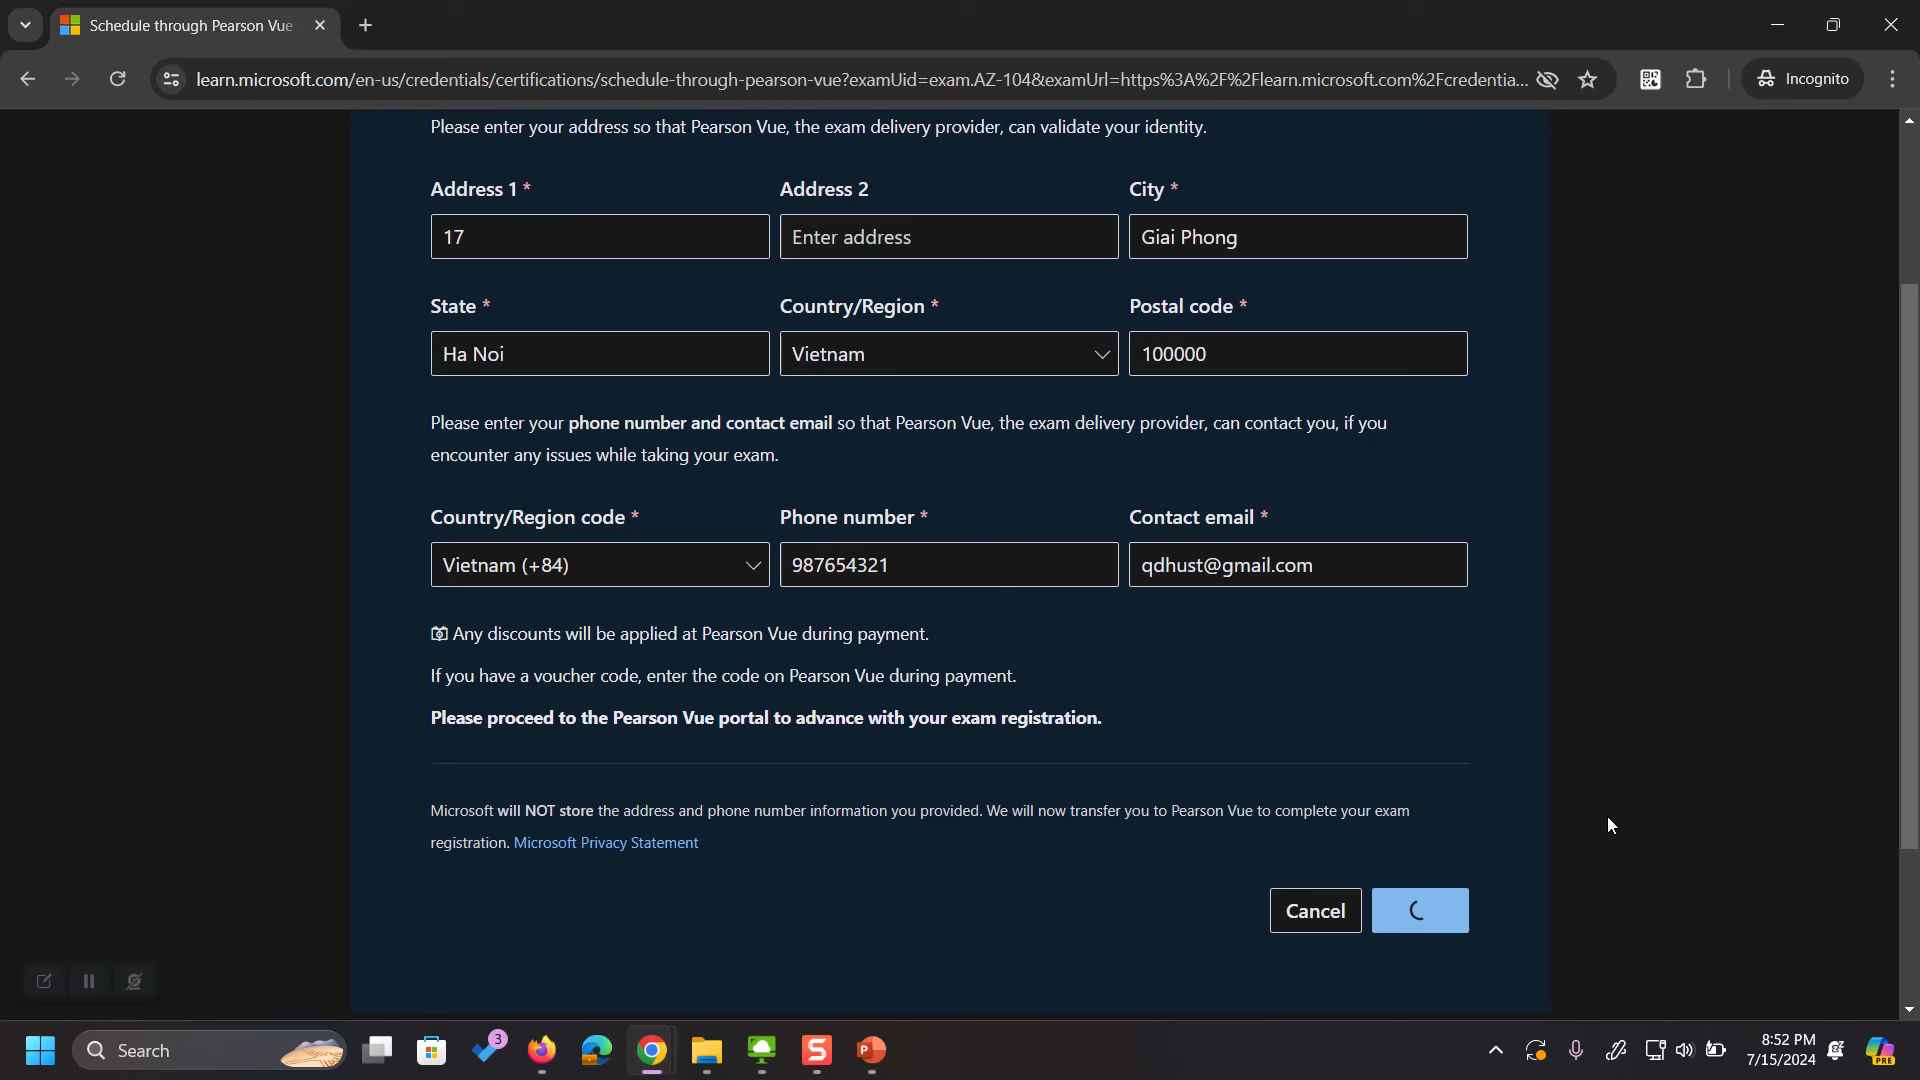 Schedule through Pearson Vue
learn.microsoft.com/en-us/credentials/certifications/schedule-through-pearson-vue?examUid=exam.AZ-104&examUrl=https%3A%2F%2Flearn.microsoft.com%2Fcredentia...
Incognito
Please enter your address so that Pearson Vue, the exam delivery provider, can validate your identity.
Address 1 * Address 2 City *
17 Enter address Giai Phong
State * Country/Region * Postal code *
Ha Noi Vietnam 100000
Please enter your phone number and contact email so that Pearson Vue, the exam delivery provider, can contact you, if you
encounter any issues while taking your exam.
Country/Region code * Phone number * Contact email *
Vietnam (+84) 987654321 qdhust@gmail.com
Any discounts will be applied at Pearson Vue during payment.
If you have a voucher code, enter the code on Pearson Vue during payment.
Please proceed to the Pearson Vue portal to advance with your exam registration.
Microsoft will NOT store the address and phone number information you provided. We will now transfer you to Pearson Vue to complete your exam
registration. Microsoft Privacy Statement
Cancel
Search 3 S P 8:52 PM PRE
7/15/2024